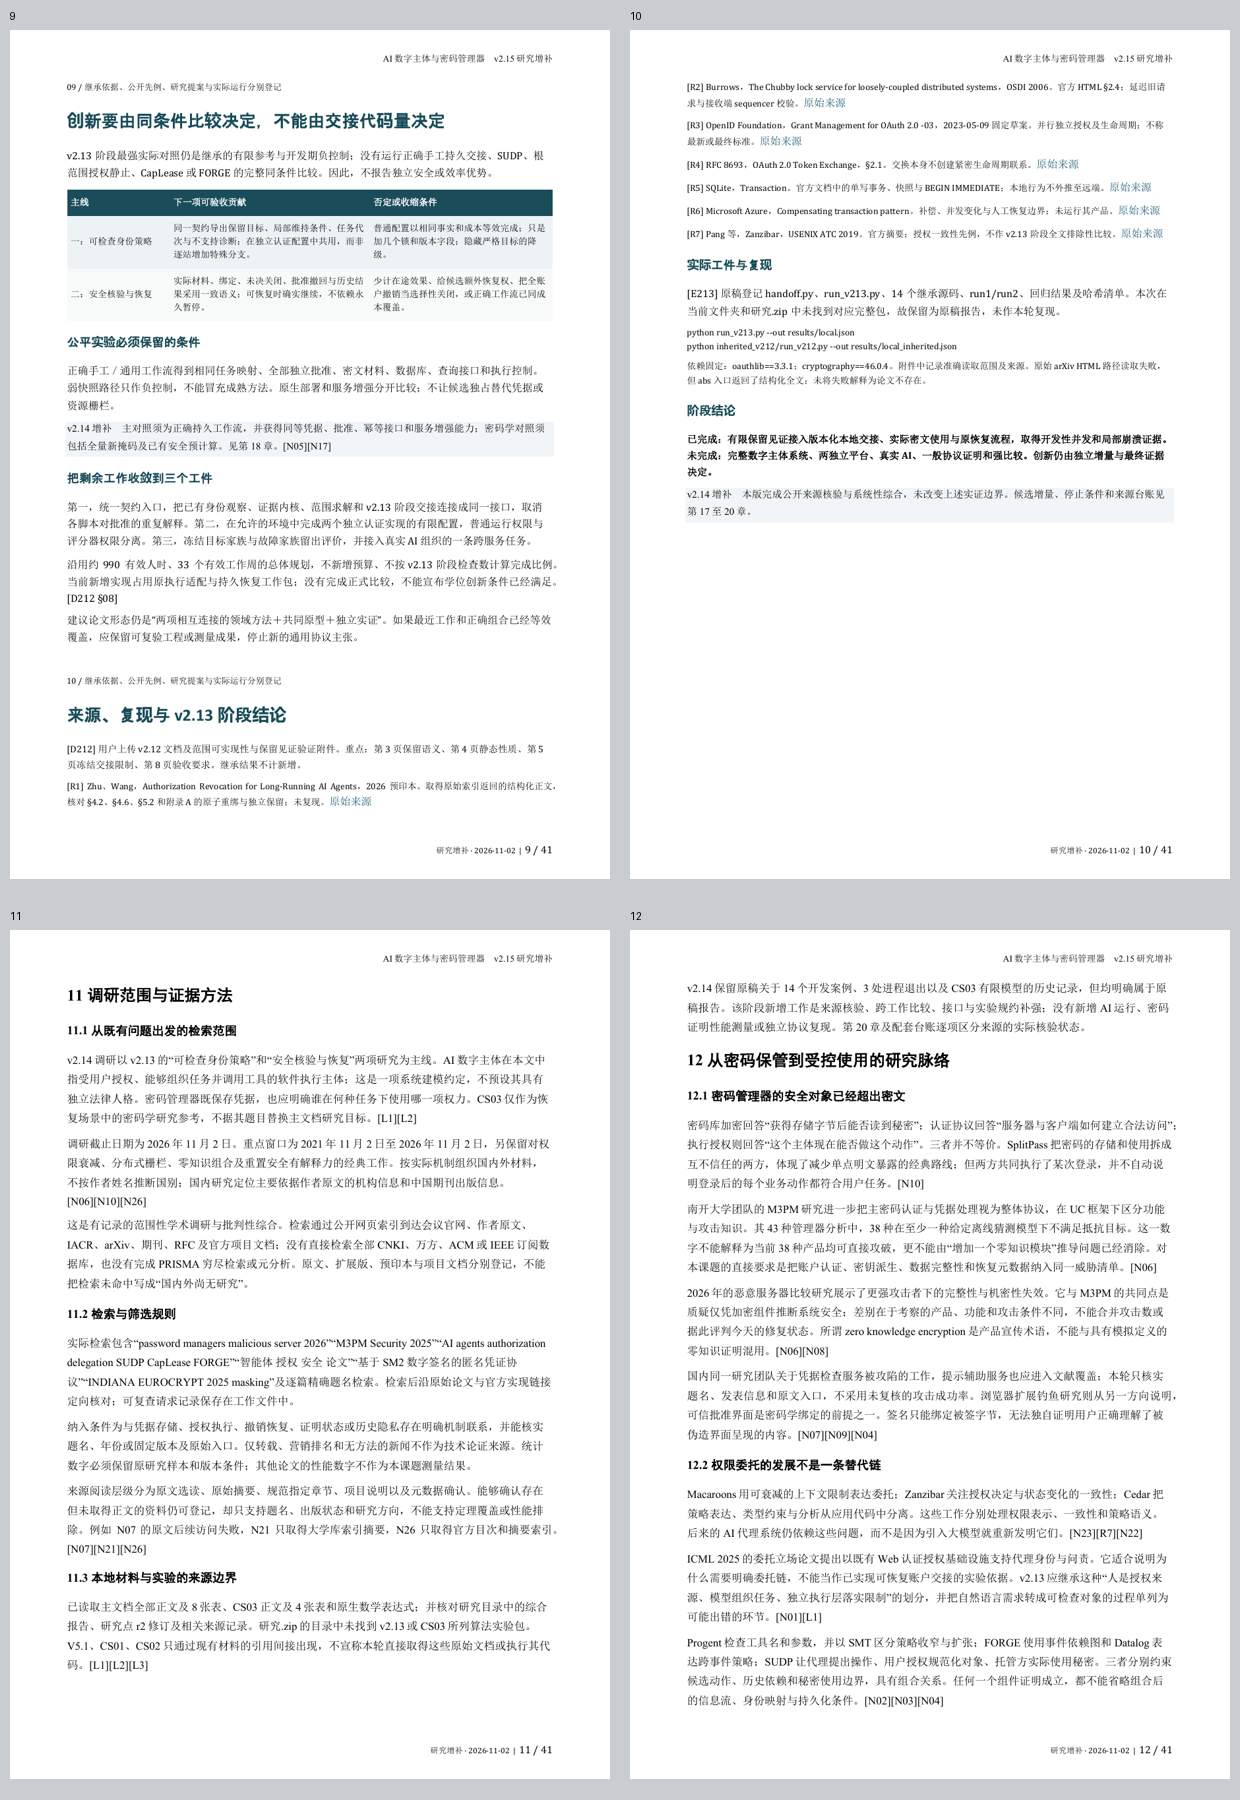 9
AI 数字主体与密码管理器 v2.15 研究增补
09 / 继承依据、公开先例、研究提案与实际运行分别登记
创新要由同条件比较决定，不能由交接代码量决定
v2.13 阶段最强实际对照仍是继承的有限参考与开发期负控制；没有运行正确手工持久交接、SUDP、根
范围授权静止、CapLease 或 FORGE 的完整同条件比较。因此，不报告独立安全或效率优势。
主线 下一项可验收贡献 否定或收缩条件
一：可检查身份策略
同一契约导出保留目标、局部维持条件、任务代
次与不支持诊断；在独立认证配置中共用，而非
逐站增加特殊分支。
普通配置以相同事实和成本等效完成；只是
加几个锁和版本字段；隐藏严格目标的降
级。
二：安全核验与恢复
实际材料、绑定、未决关闭、批准撤回与历史结
果采用一致语义；可恢复时确实继续，不依赖永
久暂停。
少计在途效果、给候选额外恢复权、把全账
户撤销当选择性关闭，或正确工作流已同成
本覆盖。
公平实验必须保留的条件
正确手工 / 通用工作流得到相同任务映射、全部独立批准、密文材料、数据库、查询接口和执行控制。
弱快照路径只作负控制，不能冒充成熟方法。原生部署和服务增强分开比较；不让候选独占替代凭据或
资源栅栏。
v2.14 增补 主对照须为正确持久工作流，并获得同等凭据、批准、幂等接口和服务增强能力；密码学对照须
包括全量新掩码及已有安全预计算。见第 18 章。[N05][N17]
把剩余工作收敛到三个工件
第一，统一契约入口，把已有身份观察、证据内核、范围求解和 v2.13 阶段交接连接成同一接口，取消
各脚本对批准的重复解释。第二，在允许的环境中完成两个独立认证实现的有限配置，普通运行权限与
评分器权限分离。第三，冻结目标家族与故障家族留出评价，并接入真实 AI 组织的一条跨服务任务。
沿用约 990 有效人时、33 个有效工作周的总体规划，不新增预算、不按 v2.13 阶段检查数计算完成比例。
当前新增实现占用原执行适配与持久恢复工作包；没有完成正式比较，不能宣布学位创新条件已经满足。
[D212 §08]
建议论文形态仍是“两项相互连接的领域方法＋共同原型＋独立实证”。如果最近工作和正确组合已经等效
覆盖，应保留可复验工程或测量成果，停止新的通用协议主张。
10 / 继承依据、公开先例、研究提案与实际运行分别登记
来源、复现与 v2.13 阶段结论
[D212] 用户上传 v2.12 文档及范围可实现性与保留见证验证附件。重点：第 3 页保留语义、第 4 页静态性质、第 5
页冻结交接限制、第 8 页验收要求。继承结果不计新增。
[R1] Zhu、Wang，Authorization Revocation for Long-Running AI Agents，2026 预印本。取得原始索引返回的结构化正文，
核对 §4.2、§4.6、§5.2 和附录 A 的原子重绑与独立保留；未复现。原始来源
研究增补 · 2026-11-02 | 9 / 41
10
AI 数字主体与密码管理器 v2.15 研究增补
[R2] Burrows，The Chubby lock service for loosely-coupled distributed systems，OSDI 2006。官方 HTML §2.4；延迟旧请
求与接收端 sequencer 校验。原始来源
[R3] OpenID Foundation，Grant Management for OAuth 2.0 -03，2023-05-09 固定草案。并行独立授权及生命周期；不称
最新或最终标准。原始来源
[R4] RFC 8693，OAuth 2.0 Token Exchange，§2.1。交换本身不创建紧密生命周期联系。原始来源
[R5] SQLite，Transaction。官方文档中的单写事务、快照与 BEGIN IMMEDIATE；本地行为不外推至远端。原始来源
[R6] Microsoft Azure，Compensating transaction pattern。补偿、并发变化与人工恢复边界；未运行其产品。原始来源
[R7] Pang 等，Zanzibar，USENIX ATC 2019。官方摘要；授权一致性先例，不作 v2.13 阶段全文排除性比较。原始来源
实际工件与复现
[E213] 原稿登记 handoff.py、run_v213.py、14 个继承源码、run1/run2、回归结果及哈希清单。本次在
当前文件夹和研究.zip 中未找到对应完整包，故保留为原稿报告，未作本轮复现。
python run_v213.py --out results/local.json
python inherited_v212/run_v212.py --out results/local_inherited.json
依赖固定：oauthlib==3.3.1；cryptography==46.0.4。附件中记录准确读取范围及来源。原始 arXiv HTML 路径读取失败，
但 abs 入口返回了结构化全文；未将失败解释为论文不存在。
阶段结论
已完成：有限保留见证接入版本化本地交接、实际密文使用与原恢复流程，取得开发性并发和局部崩溃证据。
未完成：完整数字主体系统、两独立平台、真实 AI、一般协议证明和强比较。创新仍由独立增量与最终证据
决定。
v2.14 增补 本版完成公开来源核验与系统性综合，未改变上述实证边界。候选增量、停止条件和来源台账见
第 17 至 20 章。
研究增补 · 2026-11-02 | 10 / 41
11
AI 数字主体与密码管理器 v2.15 研究增补
11 调研范围与证据方法
11.1 从既有问题出发的检索范围
v2.14 调研以 v2.13 的“可检查身份策略”和“安全核验与恢复”两项研究为主线。AI 数字主体在本文中
指受用户授权、能够组织任务并调用工具的软件执行主体；这是一项系统建模约定，不预设其具有
独立法律人格。密码管理器既保存凭据，也应明确谁在何种任务下使用哪一项权力。CS03 仅作为恢
复场景中的密码学研究参考，不据其题目替换主文档研究目标。[L1][L2]
调研截止日期为 2026 年 11 月 2 日。重点窗口为 2021 年 11 月 2 日至 2026 年 11 月 2 日，另保留对权
限衰减、分布式栅栏、零知识组合及重置安全有解释力的经典工作。按实际机制组织国内外材料，
不按作者姓名推断国别；国内研究定位主要依据作者原文的机构信息和中国期刊出版信息。
[N06][N10][N26]
这是有记录的范围性学术调研与批判性综合。检索通过公开网页索引到达会议官网、作者原文、
IACR、arXiv、期刊、RFC 及官方项目文档；没有直接检索全部 CNKI、万方、ACM 或 IEEE 订阅数
据库，也没有完成 PRISMA 穷尽检索或元分析。原文、扩展版、预印本与项目文档分别登记，不能
把检索未命中写成“国内外尚无研究”。
11.2 检索与筛选规则
实际检索包含“password managers malicious server 2026”“M3PM Security 2025”“AI agents authorization
delegation SUDP CapLease FORGE”“智能体 授权 安全 论文”“基于 SM2 数字签名的匿名凭证协
议”“INDIANA EUROCRYPT 2025 masking”及逐篇精确题名检索。检索后沿原始论文与官方实现链接
定向核对；可复查请求记录保存在工作文件中。
纳入条件为与凭据存储、授权执行、撤销恢复、证明状态或历史隐私存在明确机制联系，并能核实
题名、年份或固定版本及原始入口。仅转载、营销排名和无方法的新闻不作为技术论证来源。统计
数字必须保留原研究样本和版本条件；其他论文的性能数字不作为本课题测量结果。
来源阅读层级分为原文选读、原始摘要、规范指定章节、项目说明以及元数据确认。能够确认存在
但未取得正文的资料仍可登记，却只支持题名、出版状态和研究方向，不能支持定理覆盖或性能排
除。例如 N07 的原文后续访问失败，N21 只取得大学库索引摘要，N26 只取得官方目次和摘要索引。
[N07][N21][N26]
11.3 本地材料与实验的来源边界
已读取主文档全部正文及 8 张表、CS03 正文及 4 张表和原生数学表达式；并核对研究目录中的综合
报告、研究点 r2 修订及相关来源记录。研究.zip 的目录中未找到 v2.13 或 CS03 所列算法实验包。
V5.1、CS01、CS02 只通过现有材料的引用间接出现，不宣称本轮直接取得这些原始文档或执行其代
码。[L1][L2][L3]
研究增补 · 2026-11-02 | 11 / 41
12
AI 数字主体与密码管理器 v2.15 研究增补
v2.14 保留原稿关于 14 个开发案例、3 处进程退出以及 CS03 有限模型的历史记录，但均明确属于原
稿报告。该阶段新增工作是来源核验、跨工作比较、接口与实验规约补强；没有新增 AI 运行、密码
证明性能测量或独立协议复现。第 20 章及配套台账逐项区分来源的实际核验状态。
12 从密码保管到受控使用的研究脉络
12.1 密码管理器的安全对象已经超出密文
密码库加密回答“获得存储字节后能否读到秘密”；认证协议回答“服务器与客户端如何建立合法访问”；
执行授权则回答“这个主体现在能否做这个动作”。三者并不等价。SplitPass 把密码的存储和使用拆成
互不信任的两方，体现了减少单点明文暴露的经典路线；但两方共同执行了某次登录，并不自动说
明登录后的每个业务动作都符合用户任务。[N10]
南开大学团队的 M3PM 研究进一步把主密码认证与凭据处理视为整体协议，在 UC 框架下区分功能
与攻击知识。其 43 种管理器分析中，38 种在至少一种给定离线猜测模型下不满足抵抗目标。这一数
字不能解释为当前 38 种产品均可直接攻破，更不能由“增加一个零知识模块”推导问题已经消除。对
本课题的直接要求是把账户认证、密钥派生、数据完整性和恢复元数据纳入同一威胁清单。[N06]
2026 年的恶意服务器比较研究展示了更强攻击者下的完整性与机密性失效。它与 M3PM 的共同点是
质疑仅凭加密组件推断系统安全；差别在于考察的产品、功能和攻击条件不同，不能合并攻击数或
据此评判今天的修复状态。所谓 zero knowledge encryption 是产品宣传术语，不能与具有模拟定义的
零知识证明混用。[N06][N08]
国内同一研究团队关于凭据检查服务被攻陷的工作，提示辅助服务也应进入文献覆盖；本轮只核实
题名、发表信息和原文入口，不采用未复核的攻击成功率。浏览器扩展钓鱼研究则从另一方向说明，
可信批准界面是密码学绑定的前提之一。签名只能绑定被签字节，无法独自证明用户正确理解了被
伪造界面呈现的内容。[N07][N09][N04]
12.2 权限委托的发展不是一条替代链
Macaroons 用可衰减的上下文限制表达委托；Zanzibar 关注授权决定与状态变化的一致性；Cedar 把
策略表达、类型约束与分析从应用代码中分离。这些工作分别处理权限表示、一致性和策略语义。
后来的 AI 代理系统仍依赖这些问题，而不是因为引入大模型就重新发明它们。[N23][R7][N22]
ICML 2025 的委托立场论文提出以既有 Web 认证授权基础设施支持代理身份与问责。它适合说明为
什么需要明确委托链，不能当作已实现可恢复账户交接的实验依据。v2.13 应继承这种“人是授权来
源、模型组织任务、独立执行层落实限制”的划分，并把自然语言需求转成可检查对象的过程单列为
可能出错的环节。[N01][L1]
Progent 检查工具名和参数，并以 SMT 区分策略收窄与扩张；FORGE 使用事件依赖图和 Datalog 表
达跨事件策略；SUDP 让代理提出操作、用户授权规范化对象、托管方实际使用秘密。三者分别约束
候选动作、历史依赖和秘密使用边界，具有组合关系。任何一个组件证明成立，都不能省略组合后
的信息流、身份映射与持久化条件。[N02][N03][N04]
研究增补 · 2026-11-02 | 12 / 41